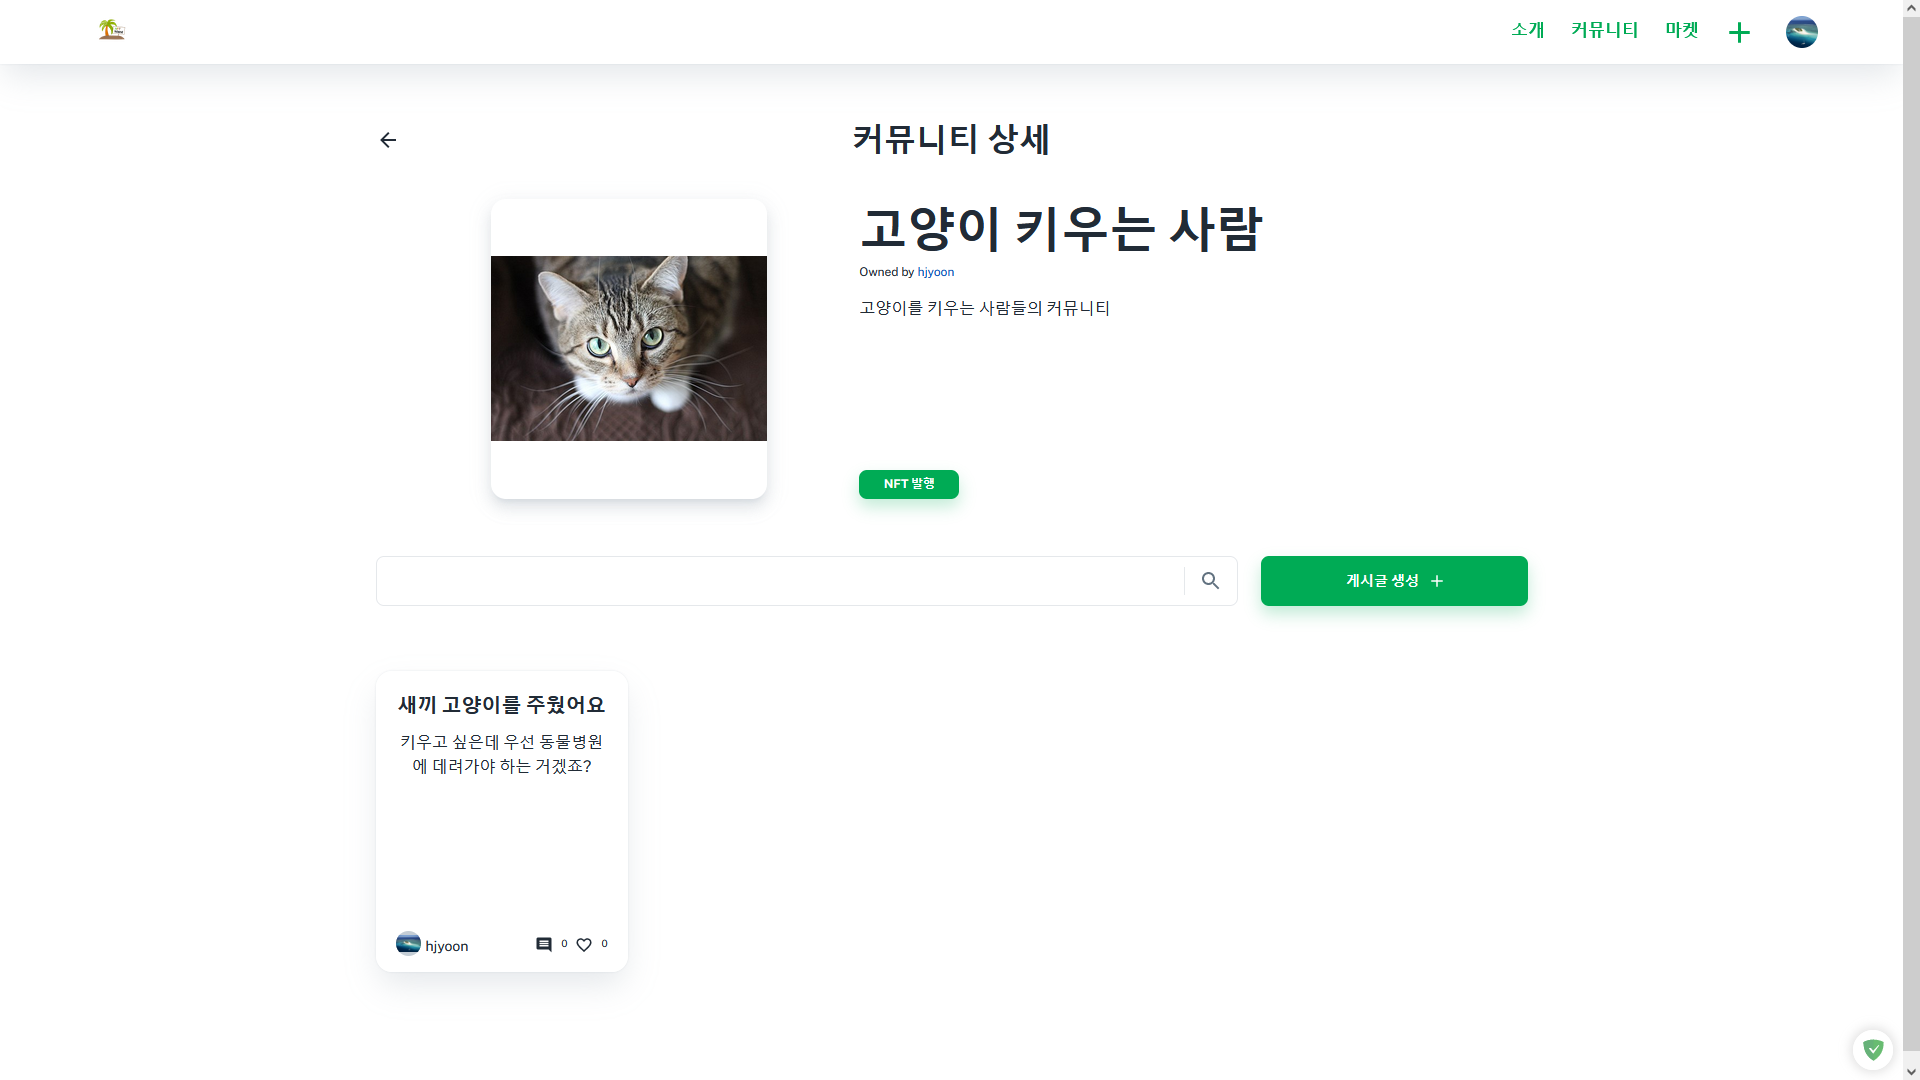 소개 커뮤니티 마켓
커뮤니티 상세
고양이 키우는 사람
Owned by hjyoon
고양이를 키우는 사람들의 커뮤니티
NFT 발행
게시글 생성
새끼 고양이를 주웠어요
키우고 싶은데 우선 동물병원
에 데려가야 하는 거겠죠?
hjyoon 0 0